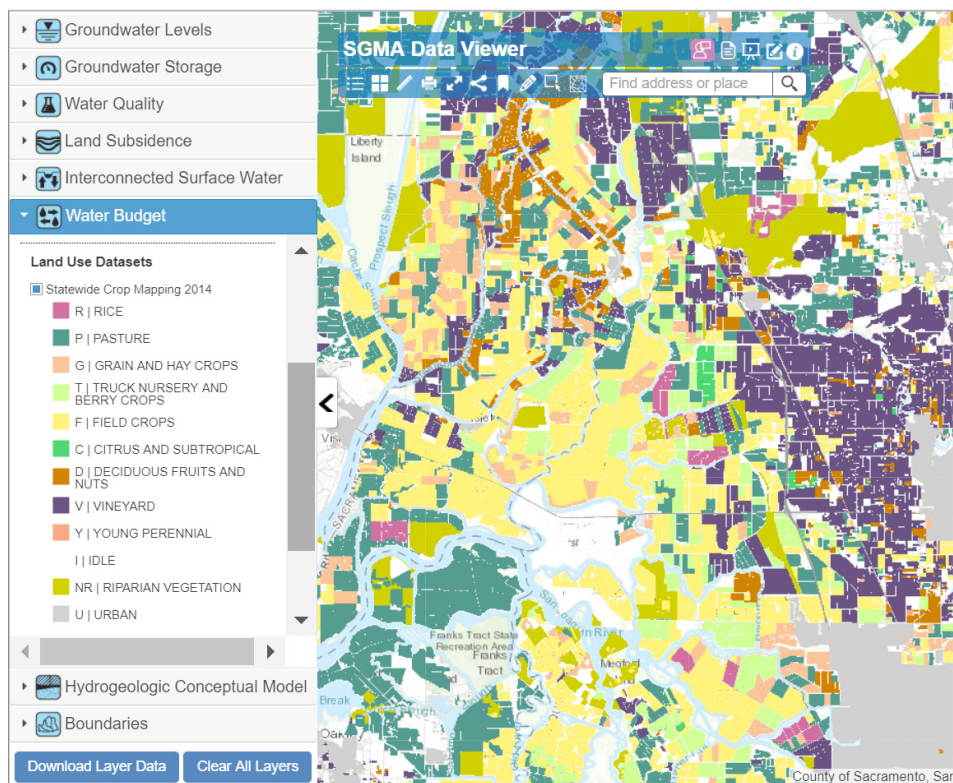 Groundwater Levels
Groundwater Storage
Water Quality
Land Subsidence
Interconnected Surface Water
Water Budget
Land Use Datasets
Statewide Crop Mapping 2014
R | RICE
P | PASTURE
G | GRAIN AND HAY CROPS
T | TRUCK NURSERY AND
BERRY CROPS
F | FIELD CROPS
C | CITRUS AND SUBTROPICAL
D | DECIDUOUS FRUITS AND
NUTS
V | VINEYARD
Y | YOUNG PERENNIAL
I | IDLE
NR | RIPARIAN VEGETATION
U | URBAN
Hydrogeologic Conceptual Model
Boundaries
Download Layer Data
Clear All Layers
SGMA Data Viewer
Find address or place
Liberty
Island
Prospect Slough
Franks Tract State
Recreation Area
Franks
Tract
Break
County of Sacramento, San